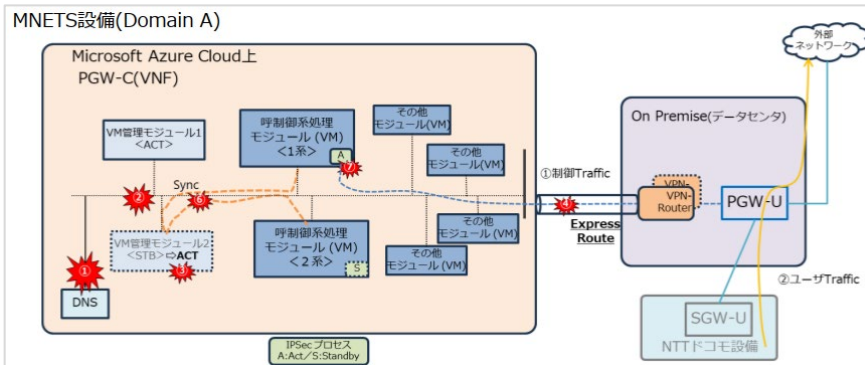 MNETS設備(Domain A)
Microsoft Azure Cloud上
PGW-C(VNF)
VM管理モジュール1
<ACT>
呼制御系処理
モジュール (VM)
<1系>
A
⑦
その他
モジュール(VM)
その他
モジュール(VM)
Sync
②
⑥
VM管理モジュール2
<STB>⇨ACT
③
①
DNS
呼制御系処理
モジュール (VM)
<2系>
S
その他
モジュール(VM)
その他
モジュール (VM)
IPSec プロセス
A:Act/S:Standby
①制御Traffic
Express
Route
On Premise(データセンタ)
VPN-
VPN-
Router
PGW-U
外部
ネットワーク
②ユーザTraffic
SGW-U
NTTドコモ設備